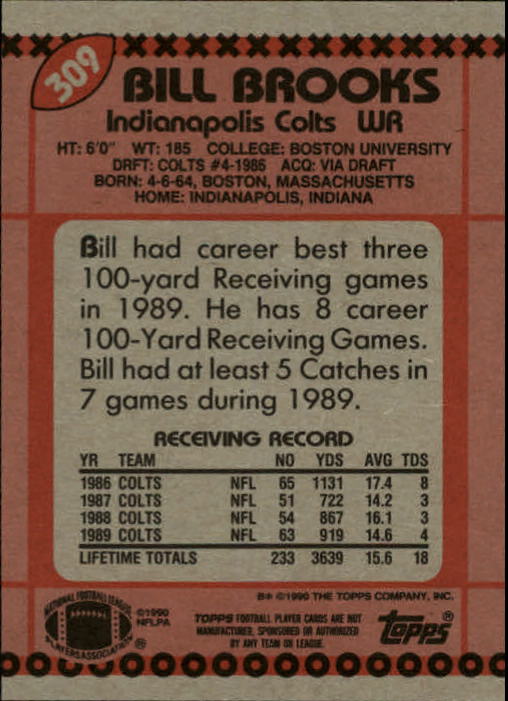 309
BILL BROOKS
Indianapolis Colts WR
HT: 6'0" WT: 185 COLLEGE: BOSTON UNIVERSITY
DRFT: COLTS #4-1986 ACQ: VIA DRAFT
BORN: 4-6-64, BOSTON, MASSACHUSETTS
HOME: INDIANAPOLIS, INDIANA
Bill had career best three
100-yard Receiving games
in 1989. He has 8 career
100-Yard Receiving Games.
Bill had at least 5 Catches in
7 games during 1989.
RECEIVING RECORD
YR TEAM NO YDS AVG TDS
1986 COLTS NFL 65 1131 17.4 8
1987 COLTS NFL 51 722 14.2 3
1988 COLTS NFL 54 867 16.1 3
1989 COLTS NFL 63 919 14.6 4
LIFETIME TOTALS 233 3639 15.6 18
B* ©1990 THE TOPPS COMPANY, INC.
NATIONAL FOOTBALL LEAGUE
PLAYERS ASSOCIATION ®
©1990
NFLPA
TOPPS FOOTBALL PLAYER CARDS ARE NOT
MANUFACTURED, SPONSORED OR AUTHORIZED
BY ANY TEAM OR LEAGUE.
topps ®